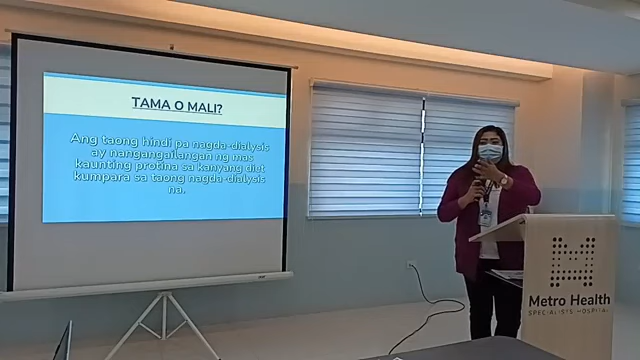 TAMA O MALI?
Ang taong hindi pa nagda-dialysis
ay nangangailangan ng mas
kaunting protina sa kanyang diut
kumpara sa taong nagda-dialysis
na.
Metro Health
SPECIALISTS HOSPITAL